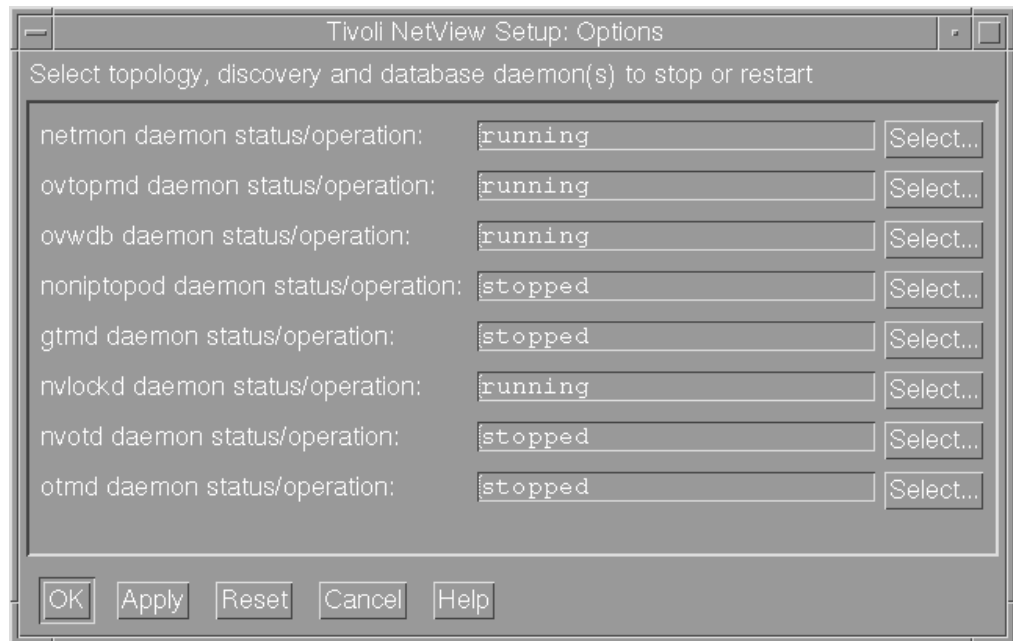 Tivoli NetView Setup: Options
Select topology, discovery and database daemon(s) to stop or restart
netmon daemon status/operation: running Select...
ovtopmd daemon status/operation: running Select...
ovwdb daemon status/operation: running Select...
noniptopod daemon status/operation: stopped Select...
gtmd daemon status/operation: stopped Select...
nvlockd daemon status/operation: running Select...
nvotd daemon status/operation: stopped Select...
otmd daemon status/operation: stopped Select...
OK Apply Reset Cancel Help